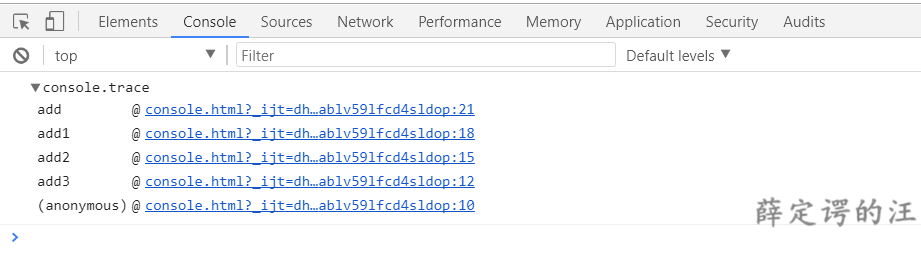 Elements Console Sources Network Performance Memory Application Security Audits
top Filter Default levels
console.trace
add @ console.html?_ijt=dh…ablv59lfcd4sldop:21
add1 @ console.html?_ijt=dh…ablv59lfcd4sldop:18
add2 @ console.html?_ijt=dh…ablv59lfcd4sldop:15
add3 @ console.html?_ijt=dh…ablv59lfcd4sldop:12
(anonymous) @ console.html?_ijt=dh…ablv59lfcd4sldop:10
薛定谔的汪